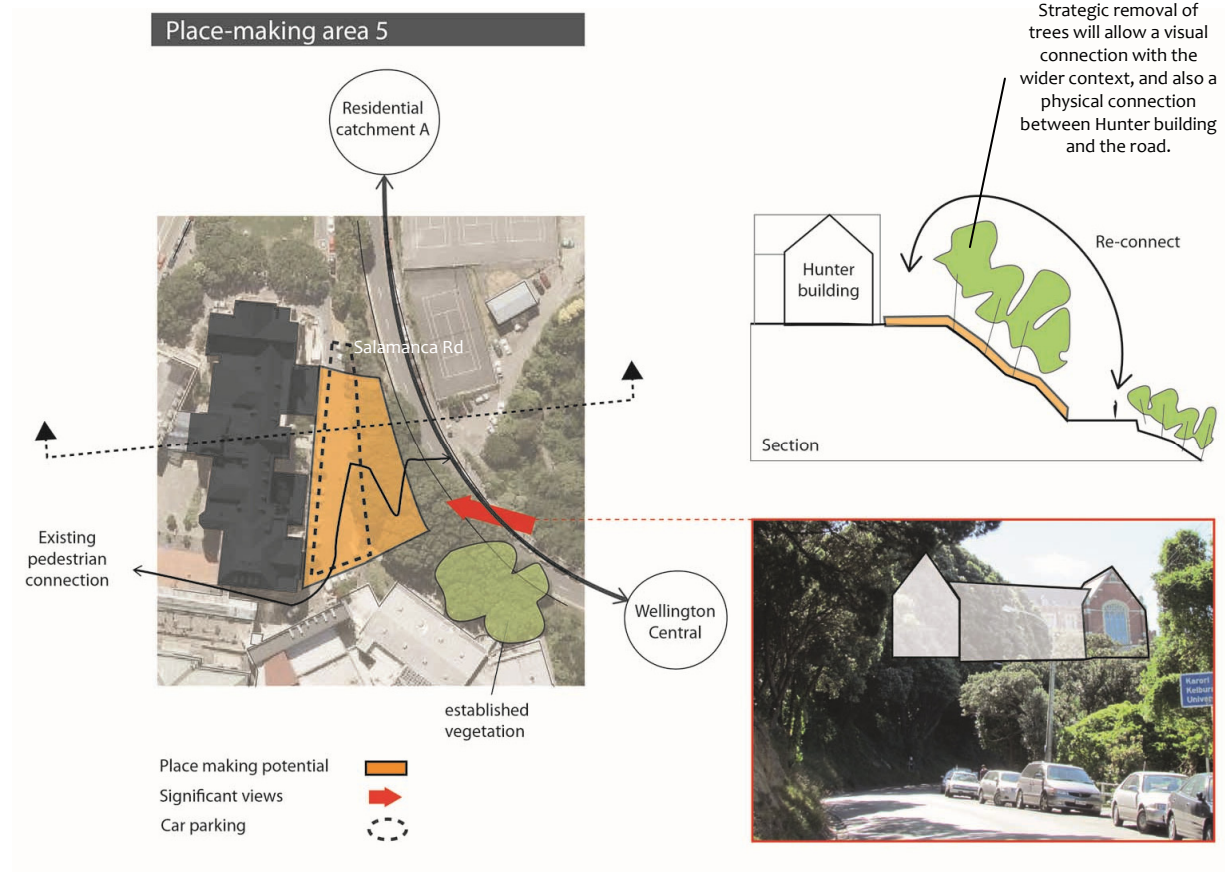 Place-making area 5
Strategic removal of
trees will allow a visual
connection with the
wider context, and also a
physical connection
between Hunter building
and the road.
Residential
catchment A
Salamanca Rd
Re-connect
Hunter
building
Section
Existing
pedestrian
connection
Wellington
Central
established
vegetation
Karori
Kelburn
Univer
Place making potential
Significant views
Car parking